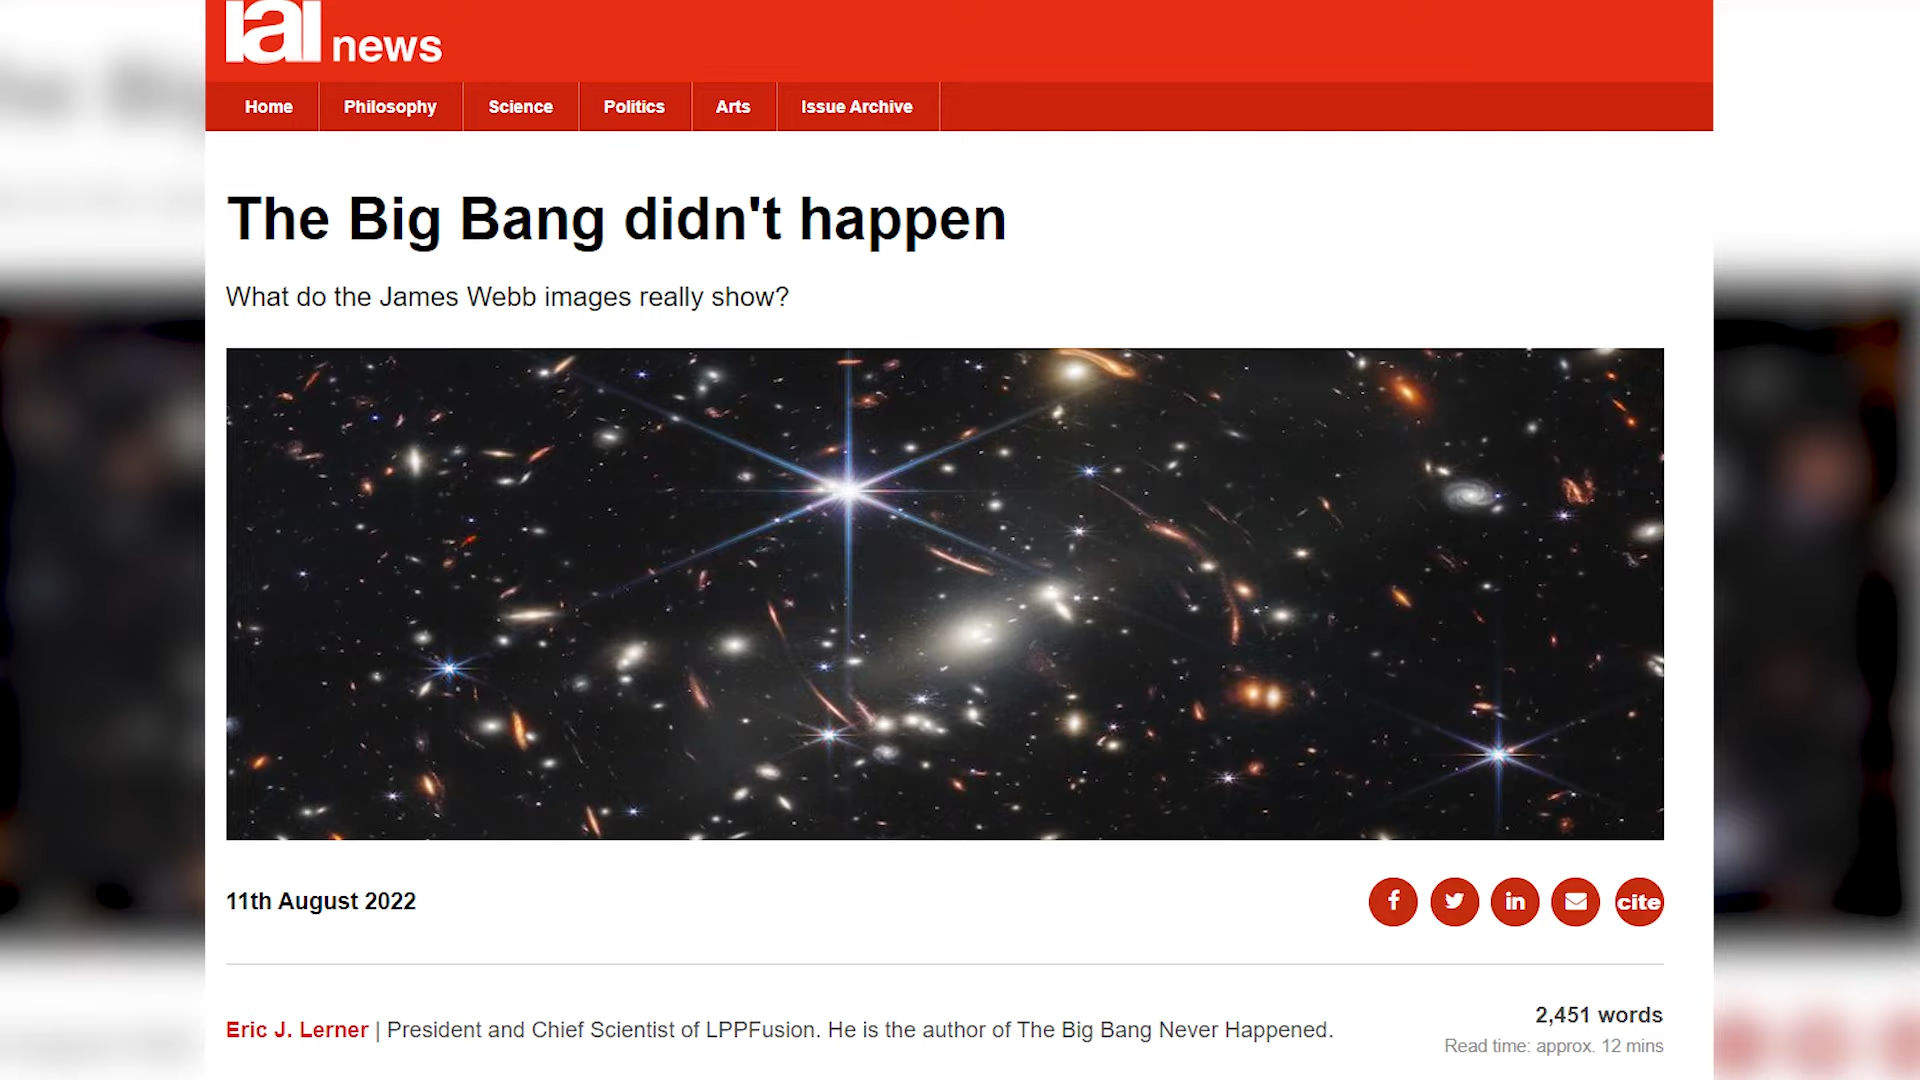 iai news
Home Philosophy Science Politics Arts Issue Archive
The Big Bang didn't happen
What do the James Webb images really show?
11th August 2022
f in cite
Eric J. Lerner | President and Chief Scientist of LPPFusion. He is the author of The Big Bang Never Happened.
2,451 words
Read time: approx. 12 mins